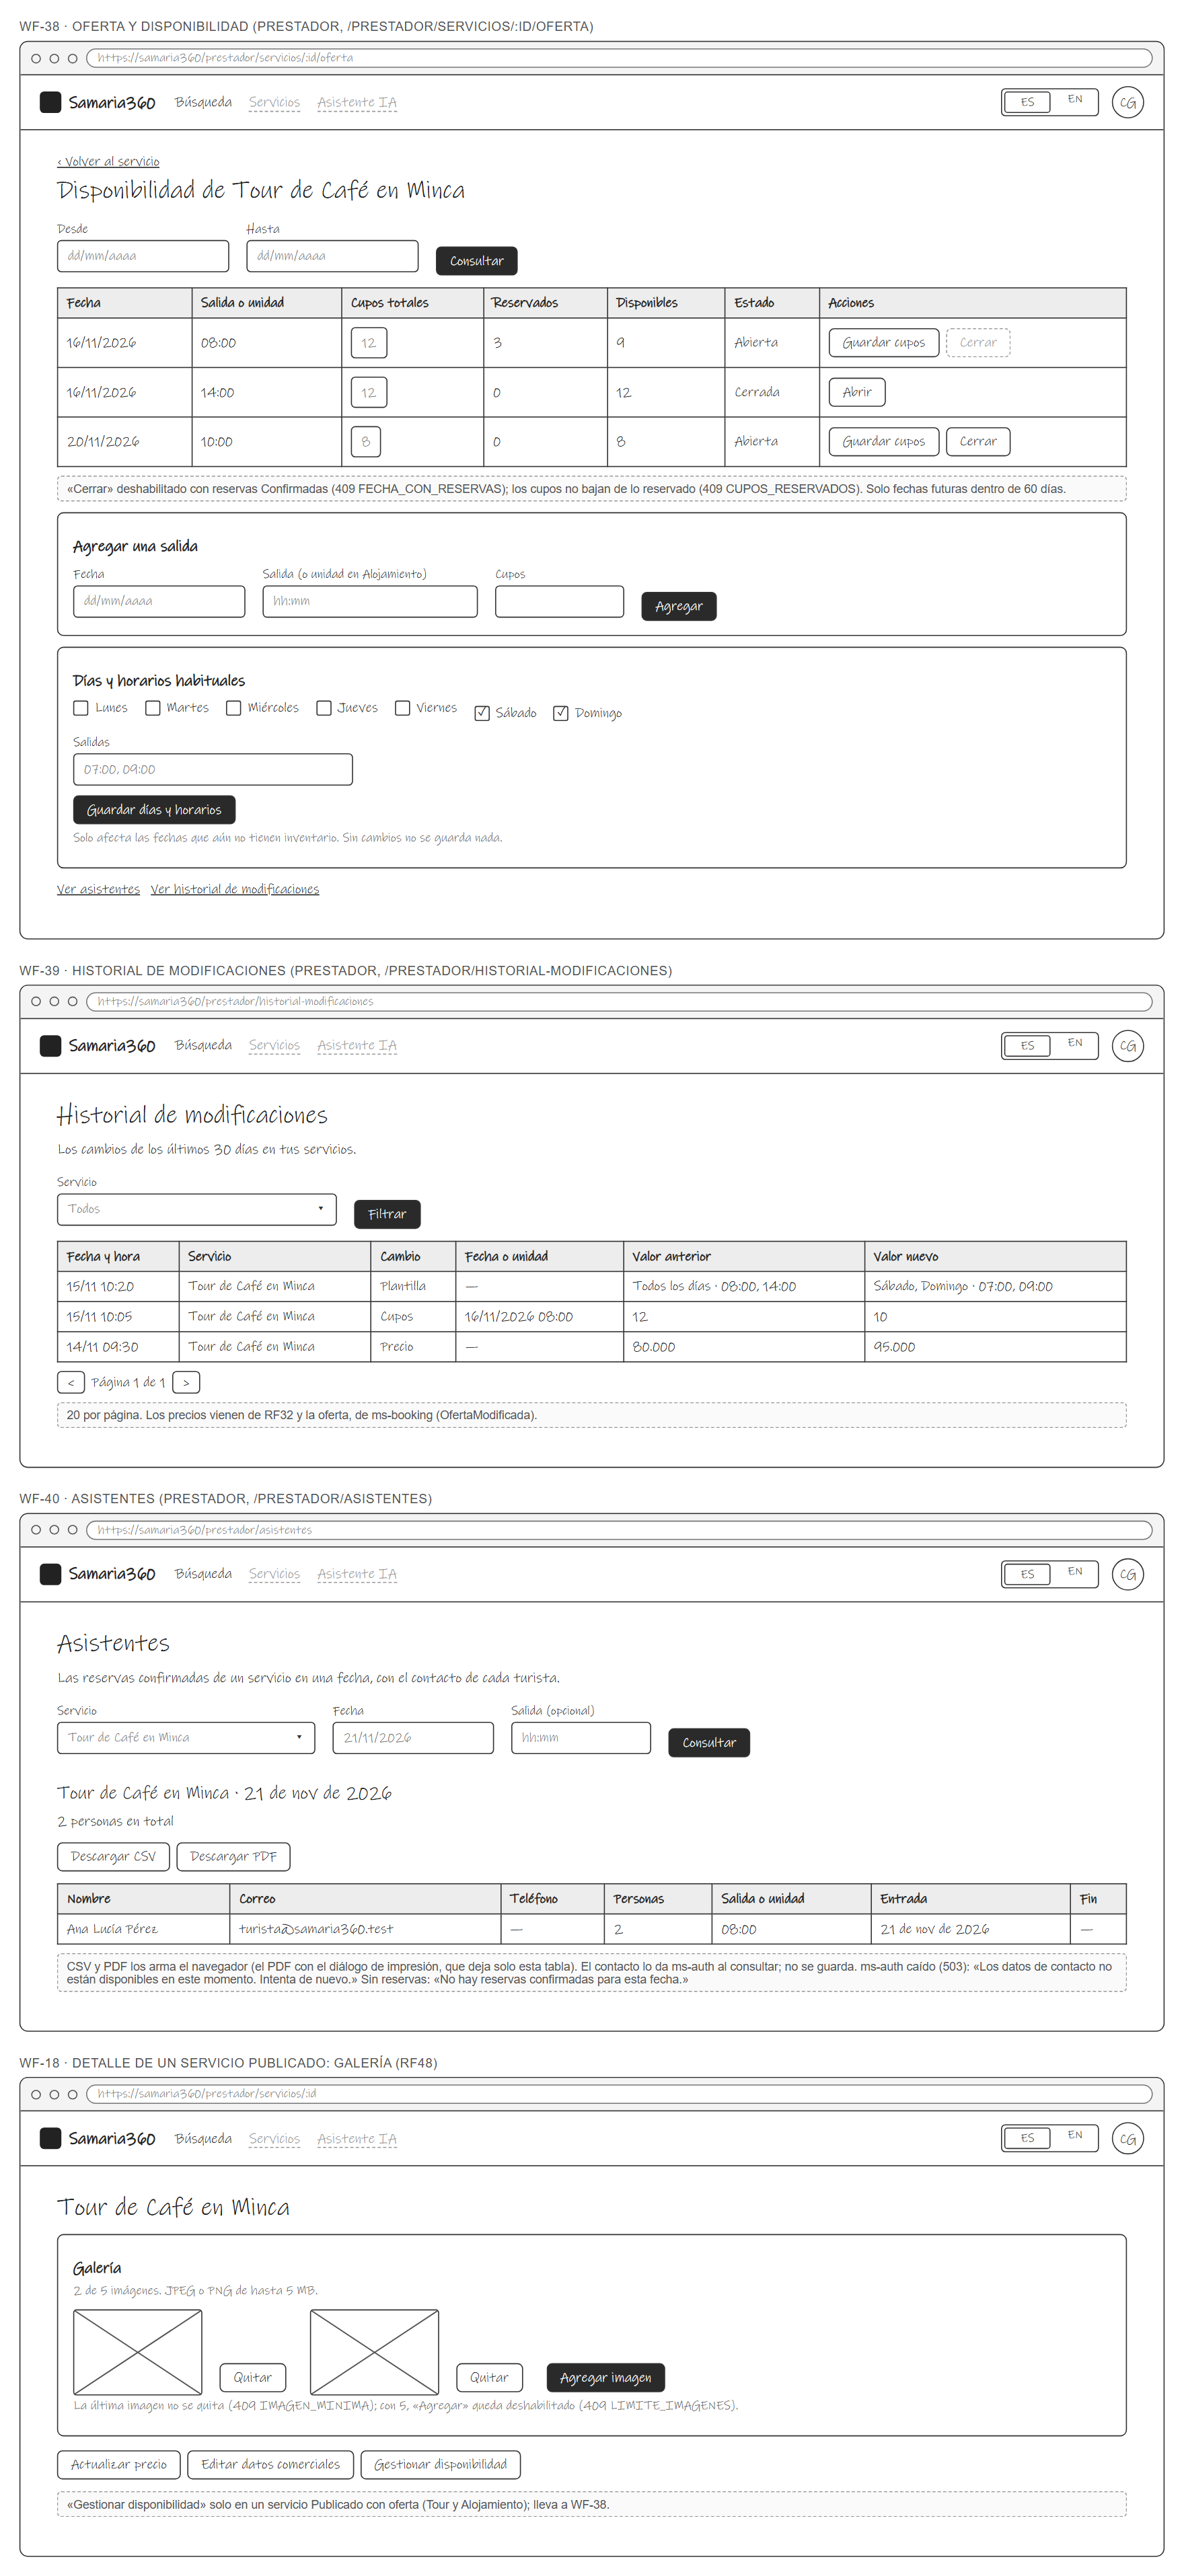 WF-38 · OFERTA Y DISPONIBILIDAD (PRESTADOR, /PRESTADOR/SERVICIOS/:ID/OFERTA)
https://samaria360/prestador/servicios/:id/oferta
Samaria360 Búsqueda Servicios Asistente IA ES EN CG
‹ Volver al servicio
Disponibilidad de Tour de Café en Minca
Desde Hasta
dd/mm/aaaa dd/mm/aaaa Consultar
Fecha Salida o unidad Cupos totales Reservados Disponibles Estado Acciones
16/11/2026 08:00 12 3 9 Abierta Guardar cupos Cerrar
16/11/2026 14:00 12 0 12 Cerrada Abrir
20/11/2026 10:00 8 0 8 Abierta Guardar cupos Cerrar
«Cerrar» deshabilitado con reservas Confirmadas (409 FECHA_CON_RESERVAS); los cupos no bajan de lo reservado (409 CUPOS_RESERVADOS). Solo fechas futuras dentro de 60 días.
Agregar una salida
Fecha Salida (o unidad en Alojamiento) Cupos
dd/mm/aaaa hh:mm Agregar
Días y horarios habituales
Lunes Martes Miércoles Jueves Viernes ✓ Sábado ✓ Domingo
Salidas
07:00, 09:00
Guardar días y horarios
Solo afecta las fechas que aún no tienen inventario. Sin cambios no se guarda nada.
Ver asistentes Ver historial de modificaciones
WF-39 · HISTORIAL DE MODIFICACIONES (PRESTADOR, /PRESTADOR/HISTORIAL-MODIFICACIONES)
https://samaria360/prestador/historial-modificaciones
Samaria360 Búsqueda Servicios Asistente IA ES EN CG
Historial de modificaciones
Los cambios de los últimos 30 días en tus servicios.
Servicio
Todos Filtrar
Fecha y hora Servicio Cambio Fecha o unidad Valor anterior Valor nuevo
15/11 10:20 Tour de Café en Minca Plantilla — Todos los días · 08:00, 14:00 Sábado, Domingo · 07:00, 09:00
15/11 10:05 Tour de Café en Minca Cupos 16/11/2026 08:00 12 10
14/11 09:30 Tour de Café en Minca Precio — 80.000 95.000
< Página 1 de 1 >
20 por página. Los precios vienen de RF32 y la oferta, de ms-booking (OfertaModificada).
WF-40 · ASISTENTES (PRESTADOR, /PRESTADOR/ASISTENTES)
https://samaria360/prestador/asistentes
Samaria360 Búsqueda Servicios Asistente IA ES EN CG
Asistentes
Las reservas confirmadas de un servicio en una fecha, con el contacto de cada turista.
Servicio Fecha Salida (opcional)
Tour de Café en Minca 21/11/2026 hh:mm Consultar
Tour de Café en Minca · 21 de nov de 2026
2 personas en total
Descargar CSV Descargar PDF
Nombre Correo Teléfono Personas Salida o unidad Entrada Fin
Ana Lucía Pérez turista@samaria360.test — 2 08:00 21 de nov de 2026 —
CSV y PDF los arma el navegador (el PDF con el diálogo de impresión, que deja solo esta tabla). El contacto lo da ms-auth al consultar; no se guarda. ms-auth caído (503): «Los datos de contacto no
están disponibles en este momento. Intenta de nuevo.» Sin reservas: «No hay reservas confirmadas para esta fecha.»
WF-18 · DETALLE DE UN SERVICIO PUBLICADO: GALERÍA (RF48)
https://samaria360/prestador/servicios/:id
Samaria360 Búsqueda Servicios Asistente IA ES EN CG
Tour de Café en Minca
Galería
2 de 5 imágenes. JPEG o PNG de hasta 5 MB.
Quitar Quitar Agregar imagen
La última imagen no se quita (409 IMAGEN_MINIMA); con 5, «Agregar» queda deshabilitado (409 LIMITE_IMAGENES).
Actualizar precio Editar datos comerciales Gestionar disponibilidad
«Gestionar disponibilidad» solo en un servicio Publicado con oferta (Tour y Alojamiento); lleva a WF-38.